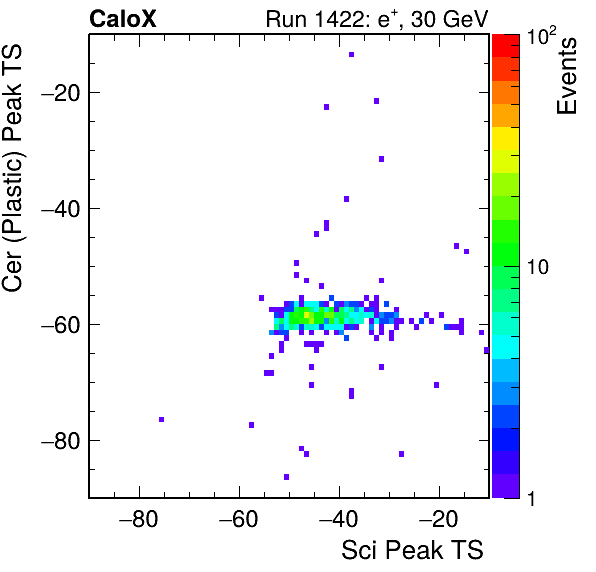 CaloX Run 1422: e⁺, 30 GeV
Cer (Plastic) Peak TS
−20
−40
−60
−80
−80 −60 −40 −20
Sci Peak TS
10²
10
1
Events